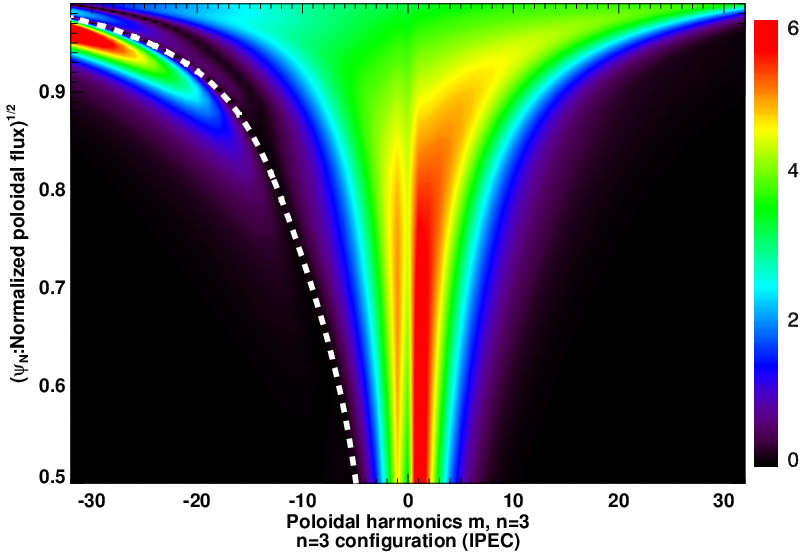 6
0.9
4
0.8
0.7
2
0.6
0
0.5
-30 -20 -10 0 10 20 30
(ψN:Normalized poloidal flux)1/2
Poloidal harmonics m, n=3
n=3 configuration (IPEC)